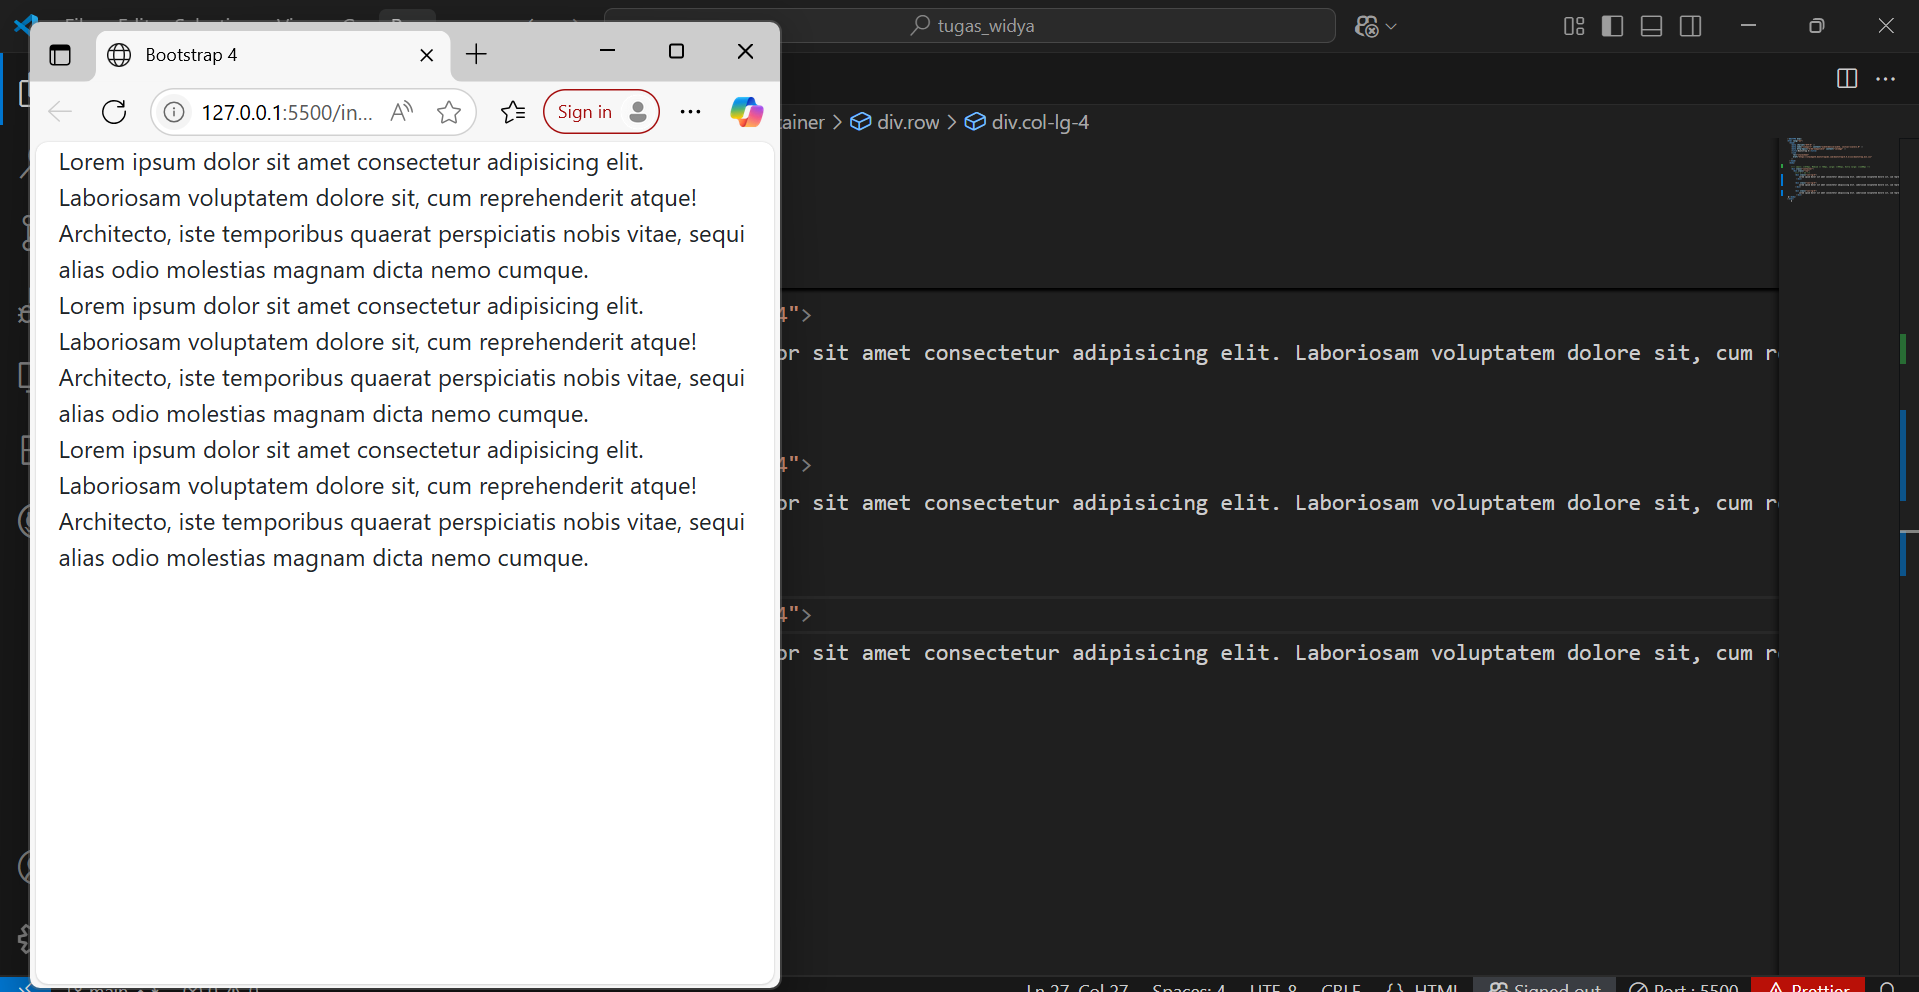 tugas_widya
Bootstrap 4
127.0.0.1:5500/in...
Sign in
ainer > div.row > div.col-lg-4
Lorem ipsum dolor sit amet consectetur adipisicing elit.
Laboriosam voluptatem dolore sit, cum reprehenderit atque!
Architecto, iste temporibus quaerat perspiciatis nobis vitae, sequi
alias odio molestias magnam dicta nemo cumque.
Lorem ipsum dolor sit amet consectetur adipisicing elit.
Laboriosam voluptatem dolore sit, cum reprehenderit atque!
Architecto, iste temporibus quaerat perspiciatis nobis vitae, sequi
alias odio molestias magnam dicta nemo cumque.
Lorem ipsum dolor sit amet consectetur adipisicing elit.
Laboriosam voluptatem dolore sit, cum reprehenderit atque!
Architecto, iste temporibus quaerat perspiciatis nobis vitae, sequi
alias odio molestias magnam dicta nemo cumque.
4">
or sit amet consectetur adipisicing elit. Laboriosam voluptatem dolore sit, cum r
4">
or sit amet consectetur adipisicing elit. Laboriosam voluptatem dolore sit, cum r
4">
or sit amet consectetur adipisicing elit. Laboriosam voluptatem dolore sit, cum r
main Ln 27, Col 27 Spaces: 4 UTF-8 CRLF {} HTML Signed out Port : 5500 Prettier